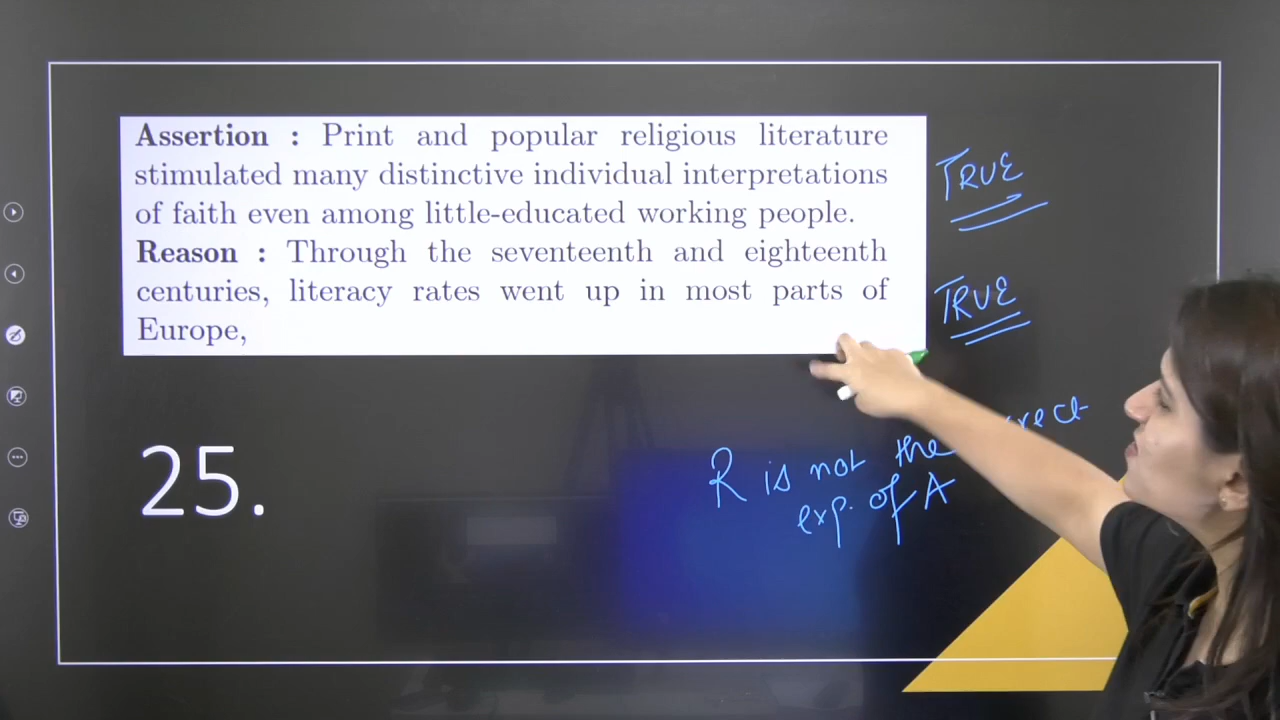 Assertion : Print and popular religious literature
stimulated many distinctive individual interpretations
of faith even among little-educated working people.
Reason : Through the seventeenth and eighteenth
centuries, literacy rates went up in most parts of
Europe,
TRUE
TRUE
25.
R is not the
exp. of A